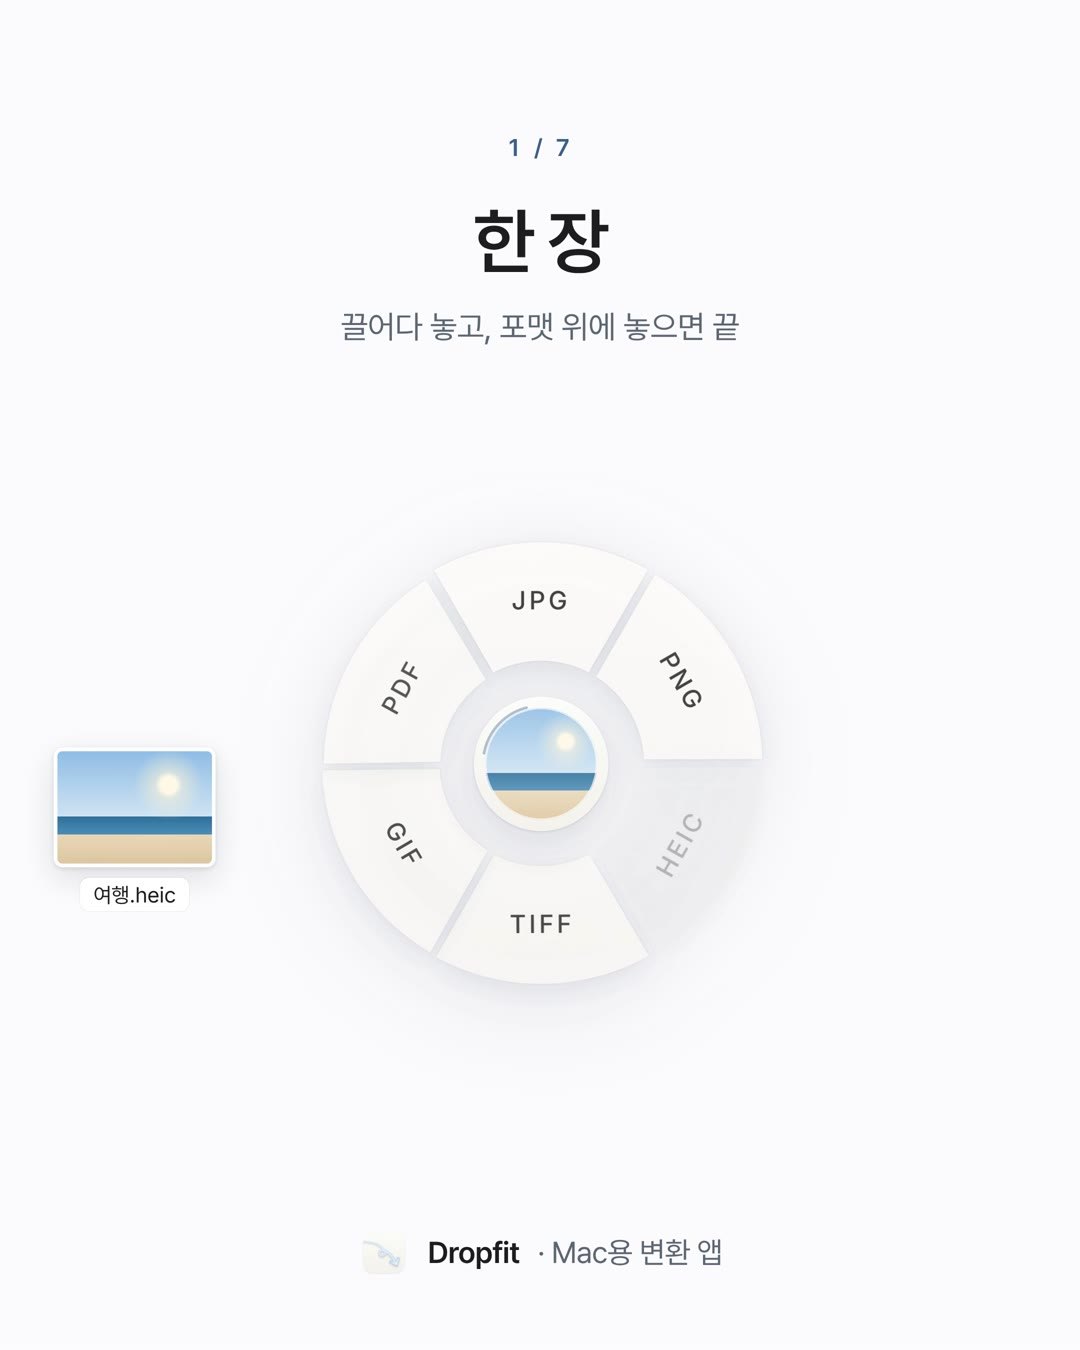 1 / 7
한 장
끌어다 놓고, 포맷 위에 놓으면 끝
JPG
PNG
PDF
HEIC
GIF
TIFF
여행.heic
Dropfit · Mac용 변환 앱